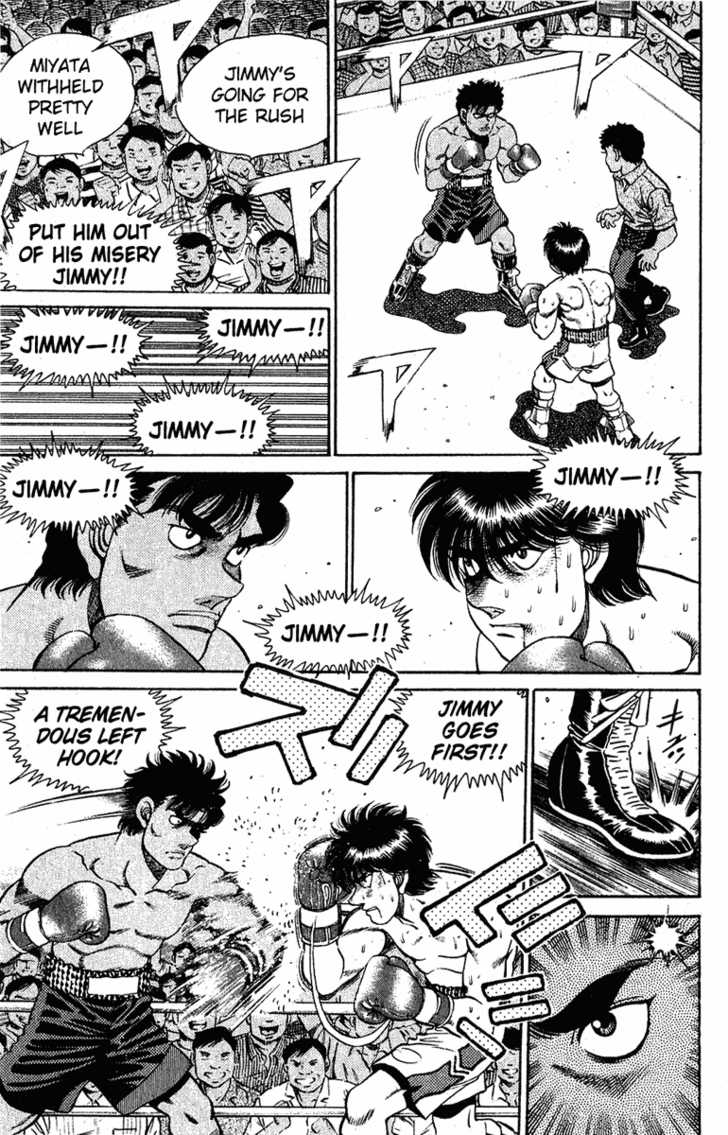 JIMMY'S
GOING FOR
THE RUSH
MIYATA
WITHHELD
PRETTY
WELL
PUT HIM OUT
OF HIS MISERY
JIMMY!!
JIMMY—!!
JIMMY—!!
JIMMY—!!
JIMMY—!!
JIMMY—!!
JIMMY—!!
JIMMY
GOES
FIRST!!
A TREMEN-
DOUS LEFT
HOOK!